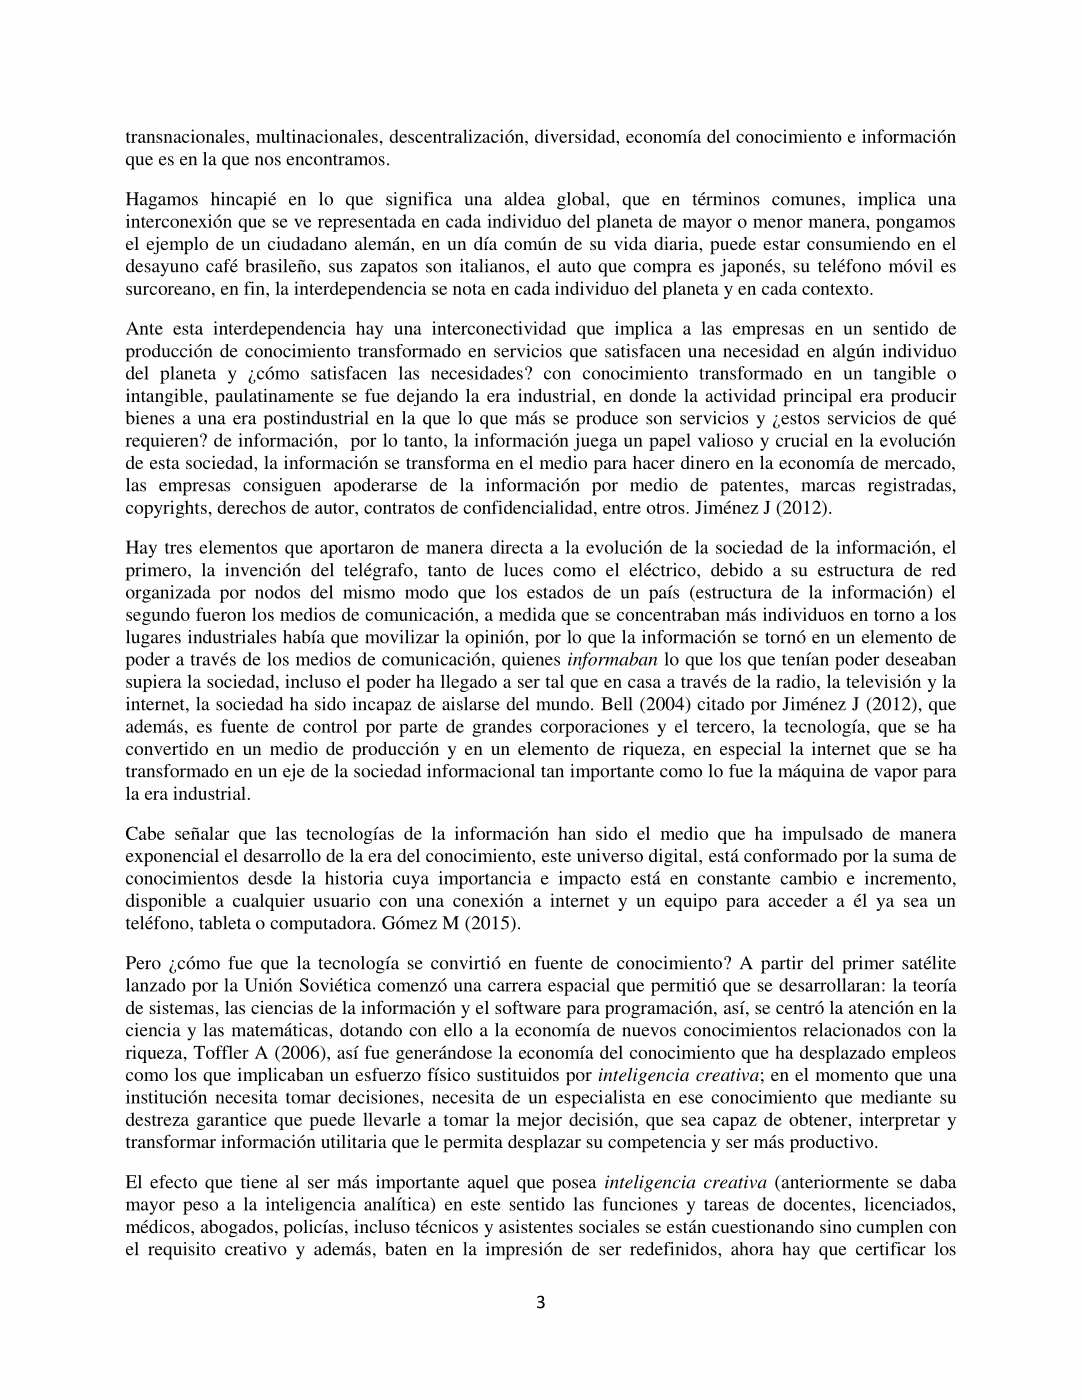 transnacionales, multinacionales, descentralización, diversidad, economía del conocimiento e información
que es en la que nos encontramos.
Hagamos hincapié en lo que significa una aldea global, que en términos comunes, implica una
interconexión que se ve representada en cada individuo del planeta de mayor o menor manera, pongamos
el ejemplo de un ciudadano alemán, en un día común de su vida diaria, puede estar consumiendo en el
desayuno café brasileño, sus zapatos son italianos, el auto que compra es japonés, su teléfono móvil es
surcoreano, en fin, la interdependencia se nota en cada individuo del planeta y en cada contexto.
Ante esta interdependencia hay una interconectividad que implica a las empresas en un sentido de
producción de conocimiento transformado en servicios que satisfacen una necesidad en algún individuo
del planeta y ¿cómo satisfacen las necesidades? con conocimiento transformado en un tangible o
intangible, paulatinamente se fue dejando la era industrial, en donde la actividad principal era producir
bienes a una era postindustrial en la que lo que más se produce son servicios y ¿estos servicios de qué
requieren? de información, por lo tanto, la información juega un papel valioso y crucial en la evolución
de esta sociedad, la información se transforma en el medio para hacer dinero en la economía de mercado,
las empresas consiguen apoderarse de la información por medio de patentes, marcas registradas,
copyrights, derechos de autor, contratos de confidencialidad, entre otros. Jiménez J (2012).
Hay tres elementos que aportaron de manera directa a la evolución de la sociedad de la información, el
primero, la invención del telégrafo, tanto de luces como el eléctrico, debido a su estructura de red
organizada por nodos del mismo modo que los estados de un país (estructura de la información) el
segundo fueron los medios de comunicación, a medida que se concentraban más individuos en torno a los
lugares industriales había que movilizar la opinión, por lo que la información se tornó en un elemento de
poder a través de los medios de comunicación, quienes informaban lo que los que tenían poder deseaban
supiera la sociedad, incluso el poder ha llegado a ser tal que en casa a través de la radio, la televisión y la
internet, la sociedad ha sido incapaz de aislarse del mundo. Bell (2004) citado por Jiménez J (2012), que
además, es fuente de control por parte de grandes corporaciones y el tercero, la tecnología, que se ha
convertido en un medio de producción y en un elemento de riqueza, en especial la internet que se ha
transformado en un eje de la sociedad informacional tan importante como lo fue la máquina de vapor para
la era industrial.
Cabe señalar que las tecnologías de la información han sido el medio que ha impulsado de manera
exponencial el desarrollo de la era del conocimiento, este universo digital, está conformado por la suma de
conocimientos desde la historia cuya importancia e impacto está en constante cambio e incremento,
disponible a cualquier usuario con una conexión a internet y un equipo para acceder a él ya sea un
teléfono, tableta o computadora. Gómez M (2015).
Pero ¿cómo fue que la tecnología se convirtió en fuente de conocimiento? A partir del primer satélite
lanzado por la Unión Soviética comenzó una carrera espacial que permitió que se desarrollaran: la teoría
de sistemas, las ciencias de la información y el software para programación, así, se centró la atención en la
ciencia y las matemáticas, dotando con ello a la economía de nuevos conocimientos relacionados con la
riqueza, Toffler A (2006), así fue generándose la economía del conocimiento que ha desplazado empleos
como los que implicaban un esfuerzo físico sustituidos por inteligencia creativa; en el momento que una
institución necesita tomar decisiones, necesita de un especialista en ese conocimiento que mediante su
destreza garantice que puede llevarle a tomar la mejor decisión, que sea capaz de obtener, interpretar y
transformar información utilitaria que le permita desplazar su competencia y ser más productivo.
El efecto que tiene al ser más importante aquel que posea inteligencia creativa (anteriormente se daba
mayor peso a la inteligencia analítica) en este sentido las funciones y tareas de docentes, licenciados,
médicos, abogados, policías, incluso técnicos y asistentes sociales se están cuestionando sino cumplen con
el requisito creativo y además, baten en la impresión de ser redefinidos, ahora hay que certificar los
3